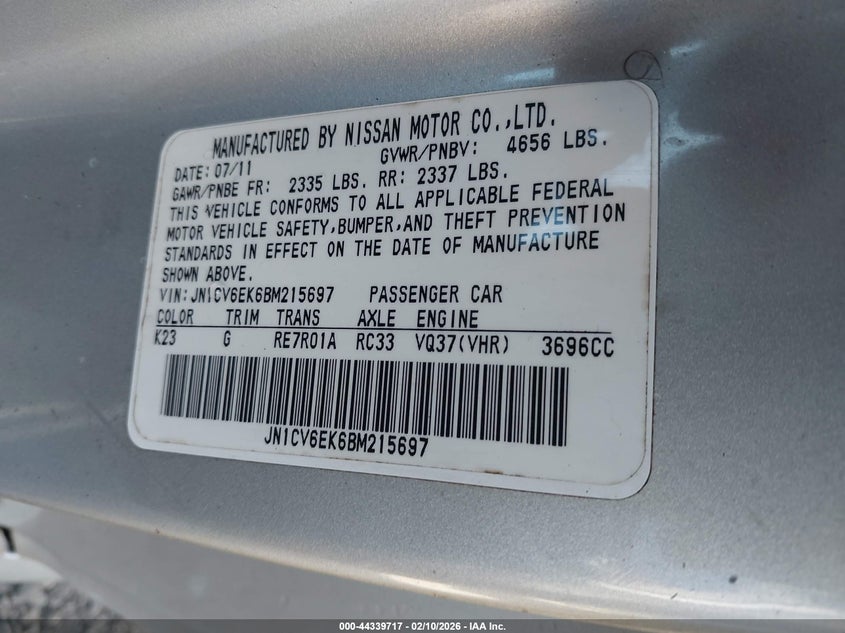 MANUFACTURED BY NISSAN MOTOR CO.,LTD.
DATE: 07/11 GVWR/PNBV: 4656 LBS.
GAWR/PNBE FR: 2335 LBS. RR: 2337 LBS.
THIS VEHICLE CONFORMS TO ALL APPLICABLE FEDERAL
MOTOR VEHICLE SAFETY,BUMPER,AND THEFT PREVENTION
STANDARDS IN EFFECT ON THE DATE OF MANUFACTURE
SHOWN ABOVE.
VIN:JN1CV6EK6BM215697 PASSENGER CAR
COLOR TRIM TRANS AXLE ENGINE
K23 G RE7R01A RC33 VQ37(VHR) 3696CC
JN1CV6EK6BM215697
000-44339717 — 02/10/2026 — IAA Inc.